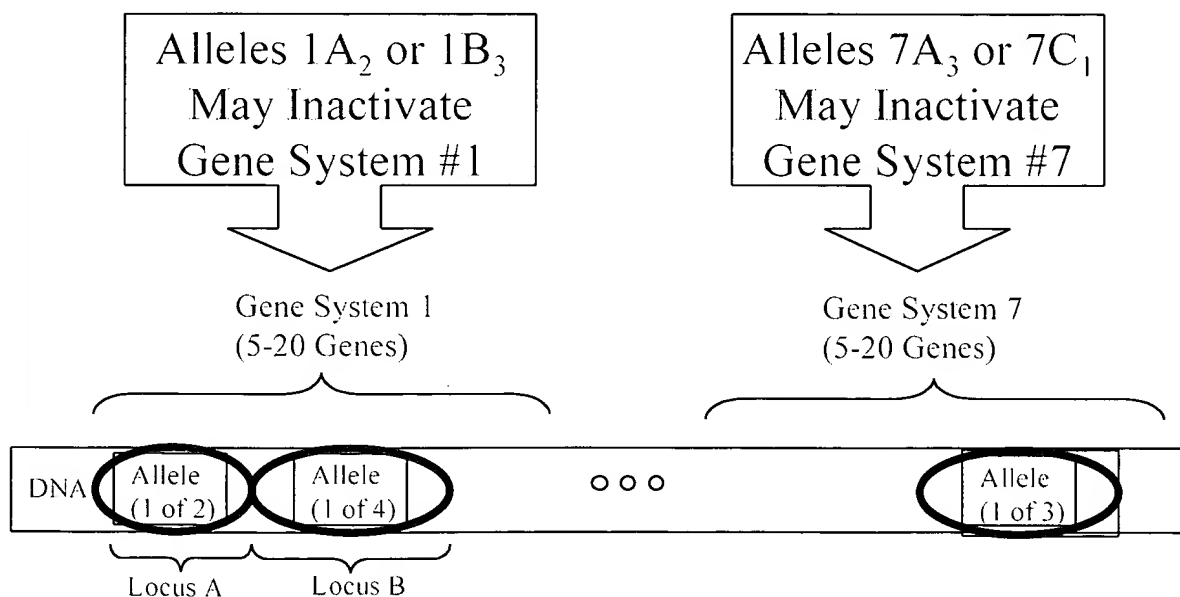 Alleles 1A₂ or 1B₃
May Inactivate
Gene System #1
Alleles 7A₃ or 7C₁
May Inactivate
Gene System #7
Gene System 1
(5-20 Genes)
Gene System 7
(5-20 Genes)
DNA
Allele
(1 of 2)
Allele
(1 of 4)
Allele
(1 of 3)
Locus A
Locus B